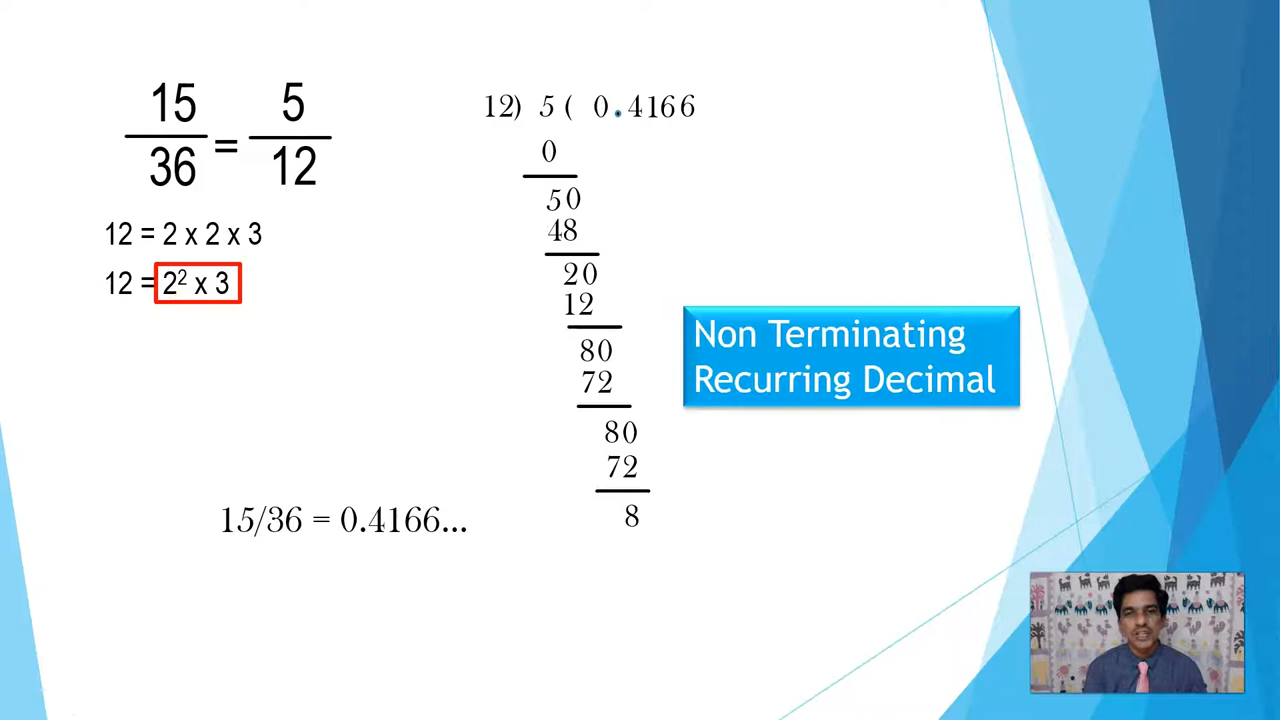 15/36 = 5/12
12 = 2 x 2 x 3
12 = 2² x 3
12) 5 ( 0.4166
0
50
48
20
12
80
72
80
72
8
Non Terminating
Recurring Decimal
15/36 = 0.4166...